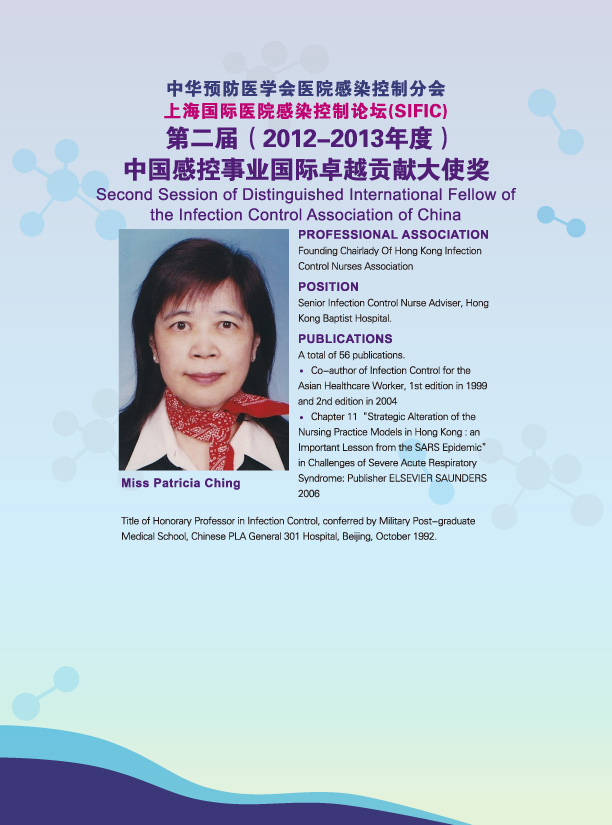 中华预防医学会医院感染控制分会
上海国际医院感染控制论坛(SIFIC)
第二届（2012–2013年度）
中国感控事业国际卓越贡献大使奖
Second Session of Distinguished International Fellow of
the Infection Control Association of China
PROFESSIONAL ASSOCIATION
Founding Chairlady Of Hong Kong Infection
Control Nurses Association
POSITION
Senior Infection Control Nurse Adviser, Hong
Kong Baptist Hospital.
PUBLICATIONS
A total of 56 publications.
• Co–author of Infection Control for the
Asian Healthcare Worker, 1st edition in 1999
and 2nd edition in 2004
• Chapter 11 “Strategic Alteration of the
Nursing Practice Models in Hong Kong : an
Important Lesson from the SARS Epidemic”
in Challenges of Severe Acute Respiratory
Syndrome: Publisher ELSEVIER SAUNDERS
2006
Miss Patricia Ching
Title of Honorary Professor in Infection Control, conferred by Military Post–graduate
Medical School, Chinese PLA General 301 Hospital, Beijing, October 1992.